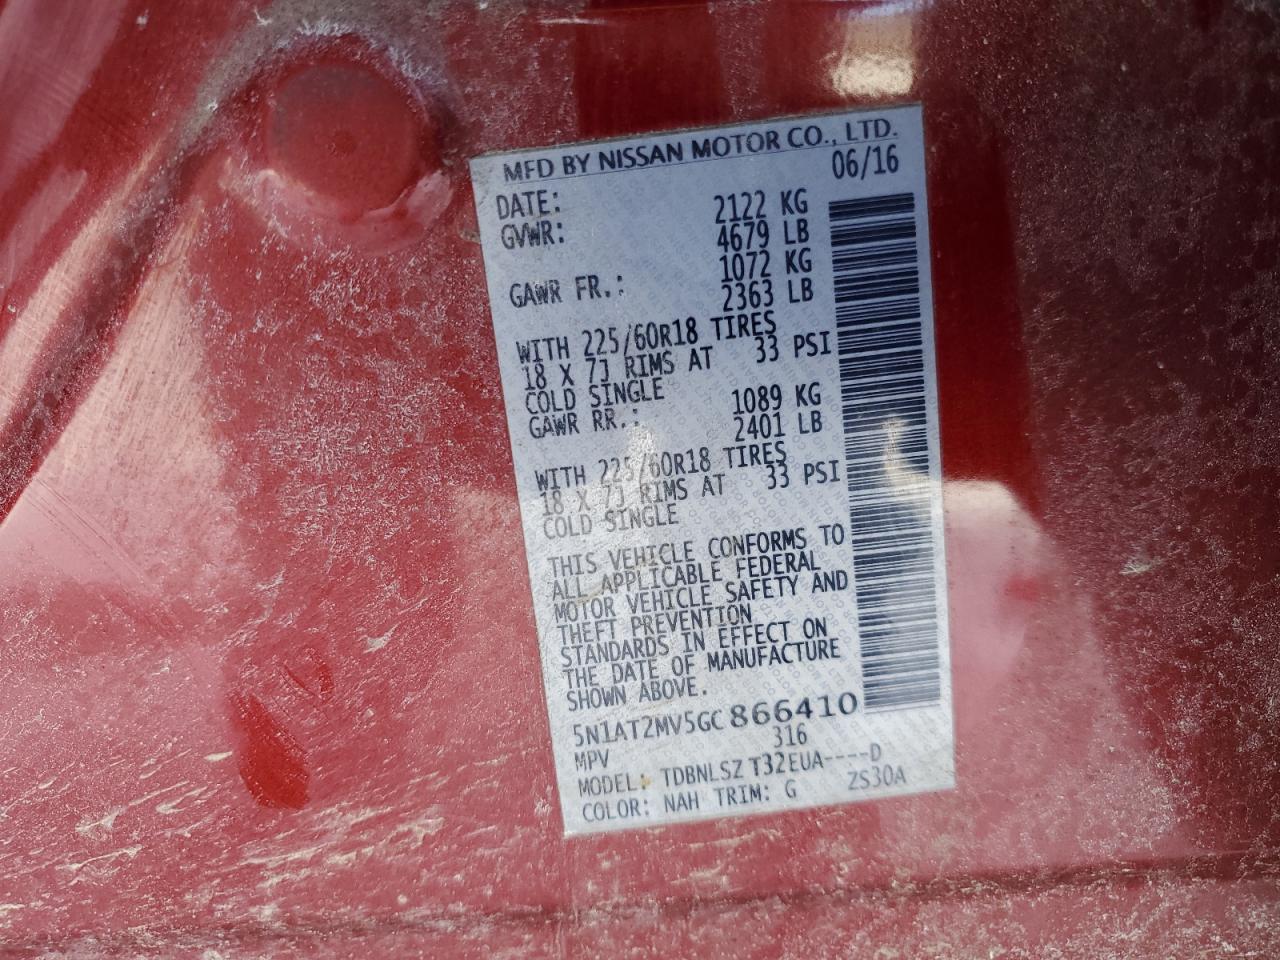 MFD BY NISSAN MOTOR CO., LTD.
DATE: 06/16
GVWR: 2122 KG
4679 LB
GAWR FR.: 1072 KG
2363 LB
WITH 225/60R18 TIRES
18 X 7J RIMS AT 33 PSI
COLD SINGLE
GAWR RR.: 1089 KG
2401 LB
WITH 225/60R18 TIRES
18 X 7J RIMS AT 33 PSI
COLD SINGLE
THIS VEHICLE CONFORMS TO
ALL APPLICABLE FEDERAL
MOTOR VEHICLE SAFETY AND
THEFT PREVENTION
STANDARDS IN EFFECT ON
THE DATE OF MANUFACTURE
SHOWN ABOVE.
5N1AT2MV5GC866410
MPV 316
MODEL: TDBNLSZ T32EUA----D
COLOR: NAH TRIM: G ZS30A